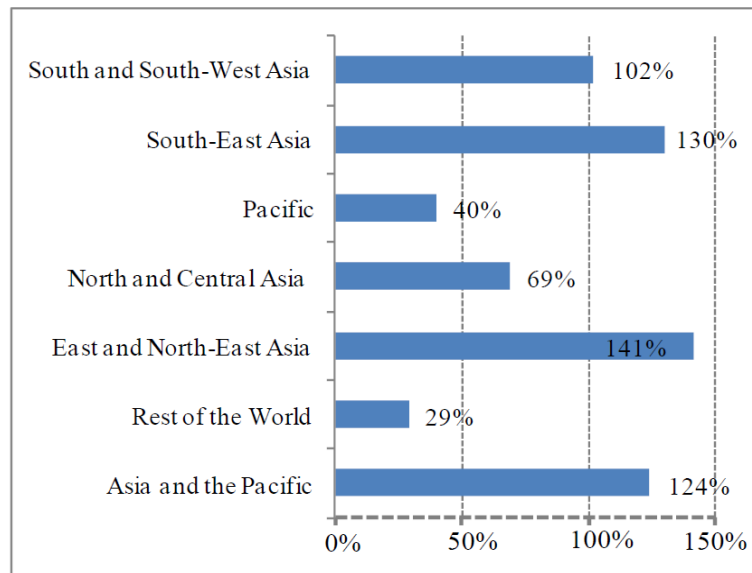 South and South-West Asia 102%
South-East Asia 130%
Pacific 40%
North and Central Asia 69%
East and North-East Asia 141%
Rest of the World 29%
Asia and the Pacific 124%
0% 50% 100% 150%